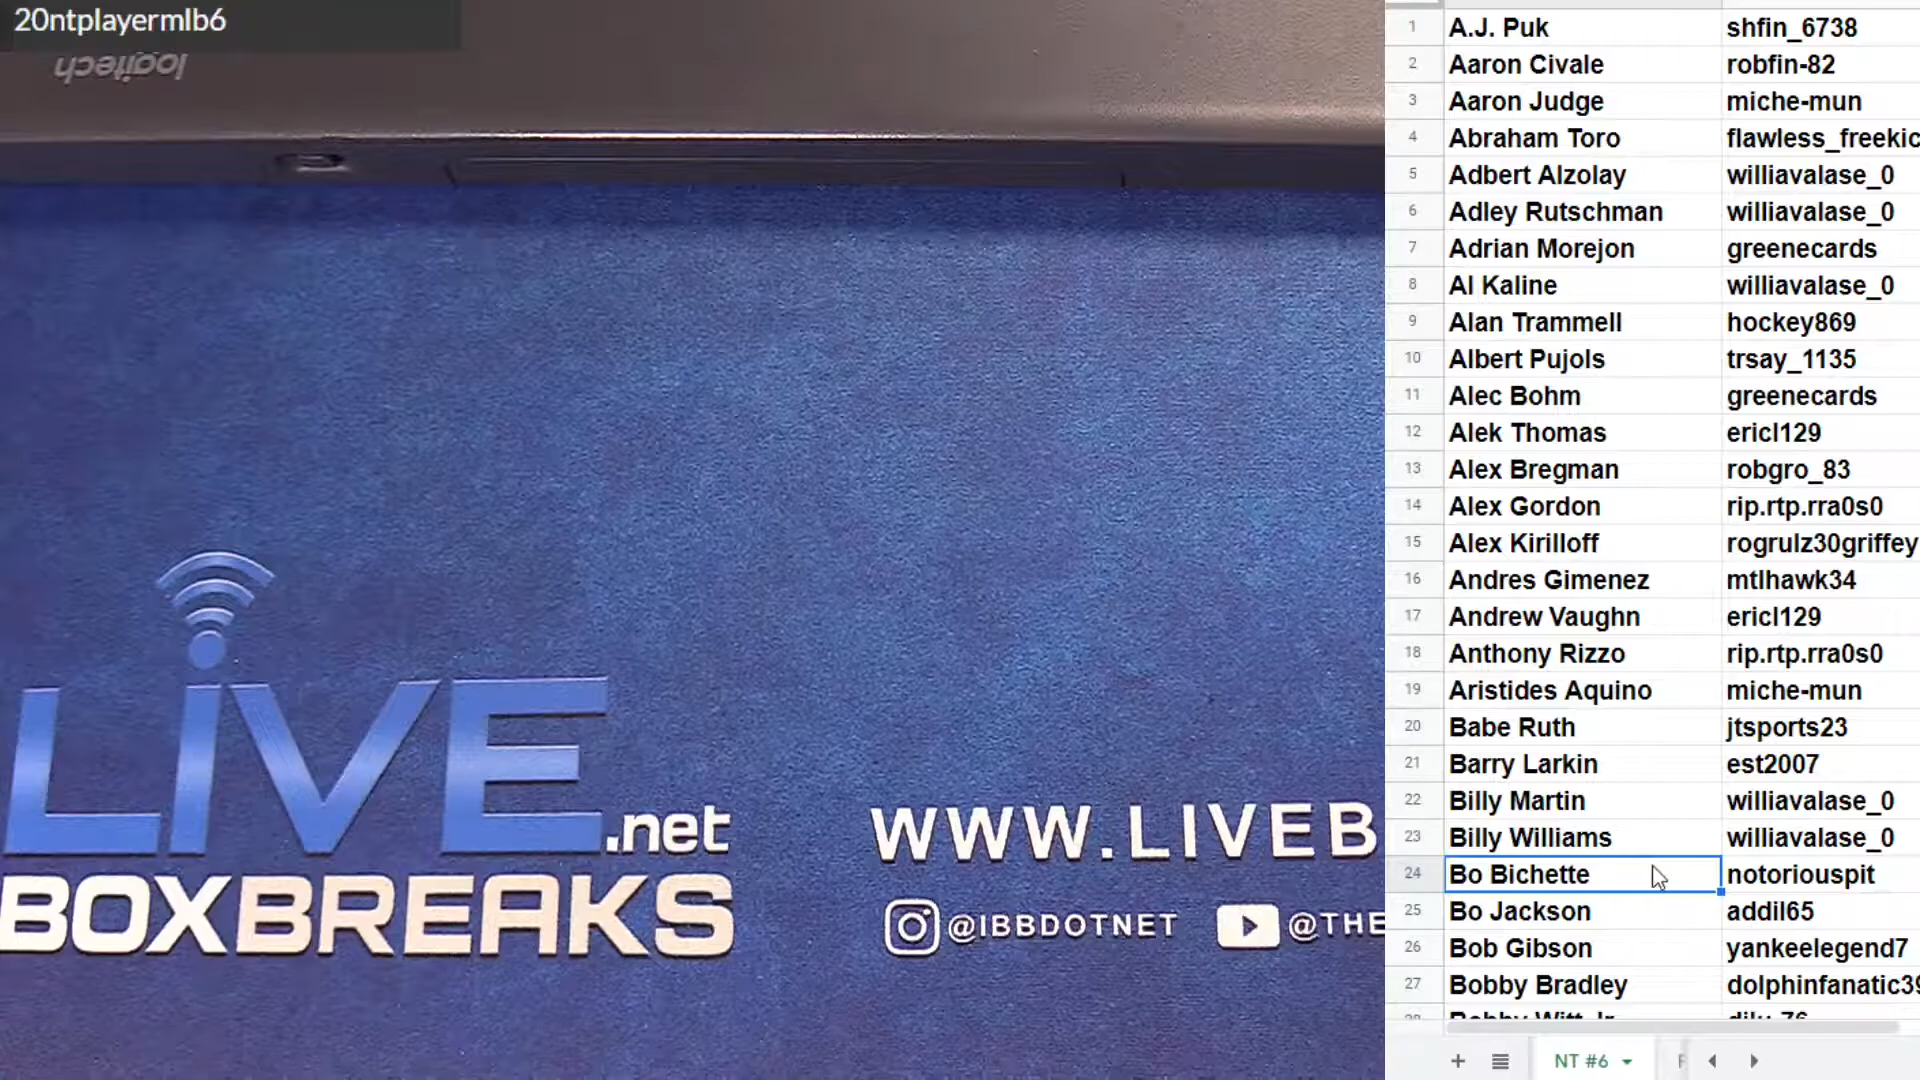 20ntplayermlb6
logitech
LIVE.net
BOXBREAKS
WWW.LIVEB
@IBBDOTNET @THE
1 A.J. Puk shfin_6738
2 Aaron Civale robfin-82
3 Aaron Judge miche-mun
4 Abraham Toro flawless_freekic
5 Adbert Alzolay williavalase_0
6 Adley Rutschman williavalase_0
7 Adrian Morejon greenecards
8 Al Kaline williavalase_0
9 Alan Trammell hockey869
10 Albert Pujols trsay_1135
11 Alec Bohm greenecards
12 Alek Thomas ericl129
13 Alex Bregman robgro_83
14 Alex Gordon rip.rtp.rra0s0
15 Alex Kirilloff rogrulz30griffey
16 Andres Gimenez mtlhawk34
17 Andrew Vaughn ericl129
18 Anthony Rizzo rip.rtp.rra0s0
19 Aristides Aquino miche-mun
20 Babe Ruth jtsports23
21 Barry Larkin est2007
22 Billy Martin williavalase_0
23 Billy Williams williavalase_0
24 Bo Bichette notoriouspit
25 Bo Jackson addil65
26 Bob Gibson yankeelegend7
27 Bobby Bradley dolphinfanatic39
NT #6